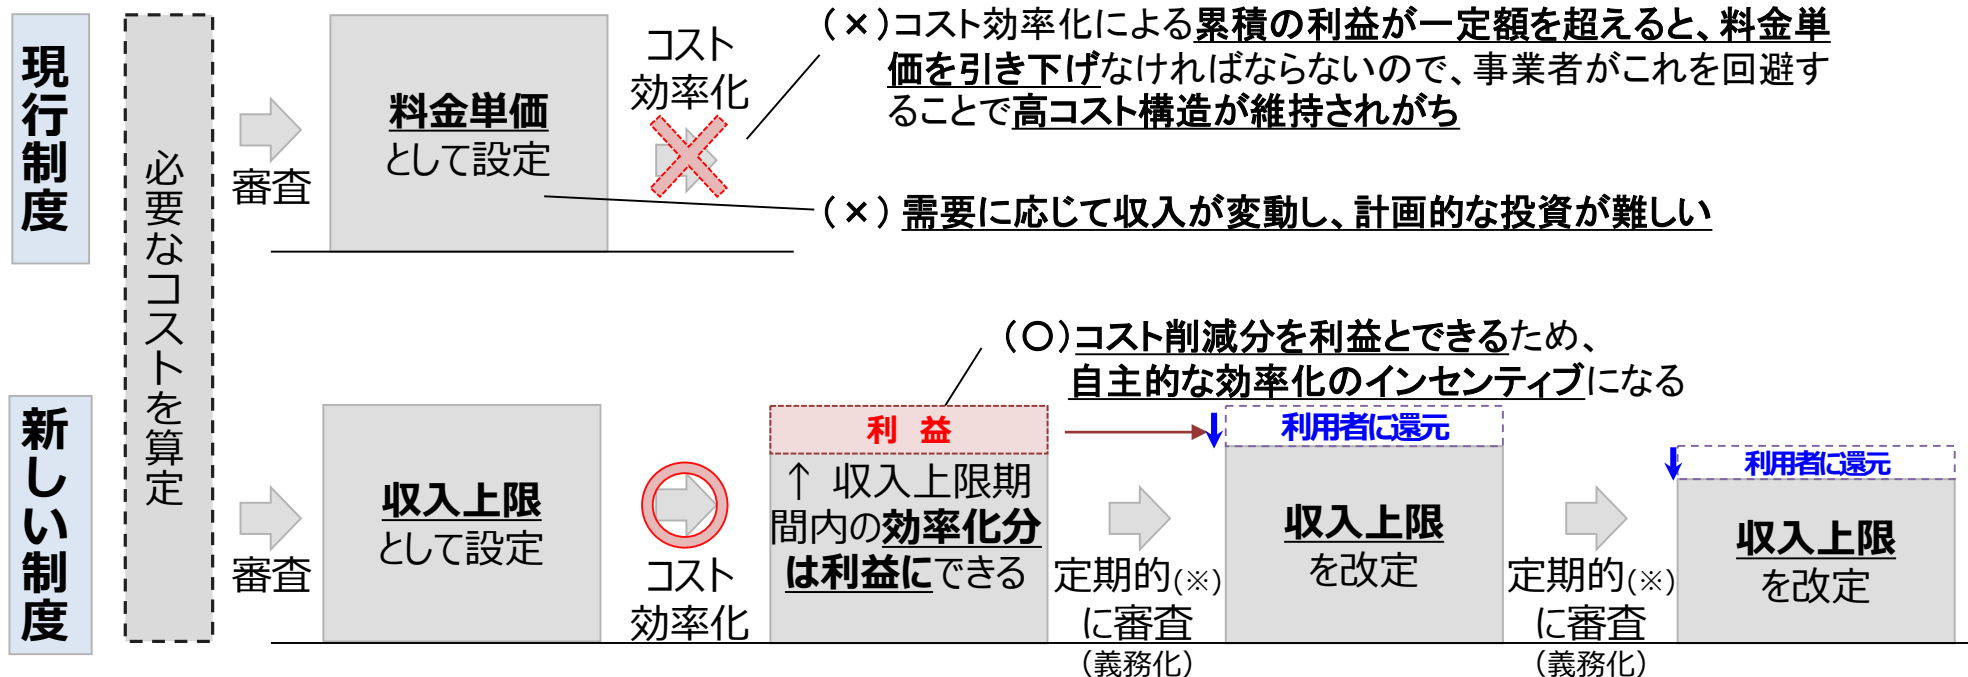 現行制度
必要なコストを算定
審査
料金単価
として設定
コスト
効率化
(×)コスト効率化による累積の利益が一定額を超えると、料金単
価を引き下げなければならないので、事業者がこれを回避す
ることで高コスト構造が維持されがち
(×)需要に応じて収入が変動し、計画的な投資が難しい
新しい制度
審査
収入上限
として設定
コスト
効率化
(〇)コスト削減分を利益とできるため、
自主的な効率化のインセンティブになる
利 益
↑ 収入上限期
間内の効率化分
は利益にできる
定期的(※)
に審査
(義務化)
利用者に還元
収入上限
を改定
定期的(※)
に審査
(義務化)
利用者に還元
収入上限
を改定